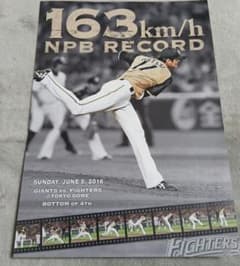 163km/h
NPB RECORD
SUNDAY, JUNE 5, 2016
GIANTS vs. FIGHTERS
@TOKYO DOME
BOTTOM OF 4TH
FIGHTERS